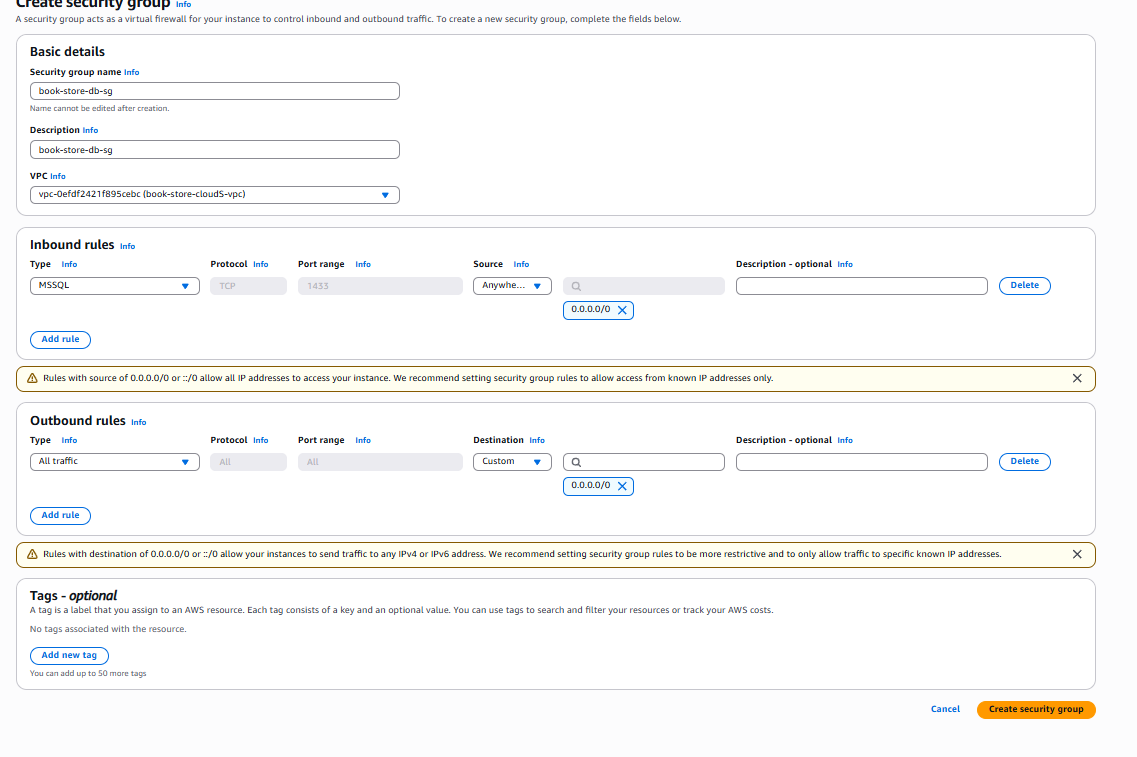 Create security group Info
A security group acts as a virtual firewall for your instance to control inbound and outbound traffic. To create a new security group, complete the fields below.
Basic details
Security group name Info
book-store-db-sg
Name cannot be edited after creation.
Description Info
book-store-db-sg
VPC Info
vpc-0efdf2421f895cebc (book-store-cloudS-vpc)
Inbound rules Info
Type Info Protocol Info Port range Info Source Info Description - optional Info
MSSQL TCP 1433 Anywhe... Delete
0.0.0.0/0
Add rule
Rules with source of 0.0.0.0/0 or ::/0 allow all IP addresses to access your instance. We recommend setting security group rules to allow access from known IP addresses only.
Outbound rules Info
Type Info Protocol Info Port range Info Destination Info Description - optional Info
All traffic All All Custom Delete
0.0.0.0/0
Add rule
Rules with destination of 0.0.0.0/0 or ::/0 allow your instances to send traffic to any IPv4 or IPv6 address. We recommend setting security group rules to be more restrictive and to only allow traffic to specific known IP addresses.
Tags - optional
A tag is a label that you assign to an AWS resource. Each tag consists of a key and an optional value. You can use tags to search and filter your resources or track your AWS costs.
No tags associated with the resource.
Add new tag
You can add up to 50 more tags
Cancel Create security group